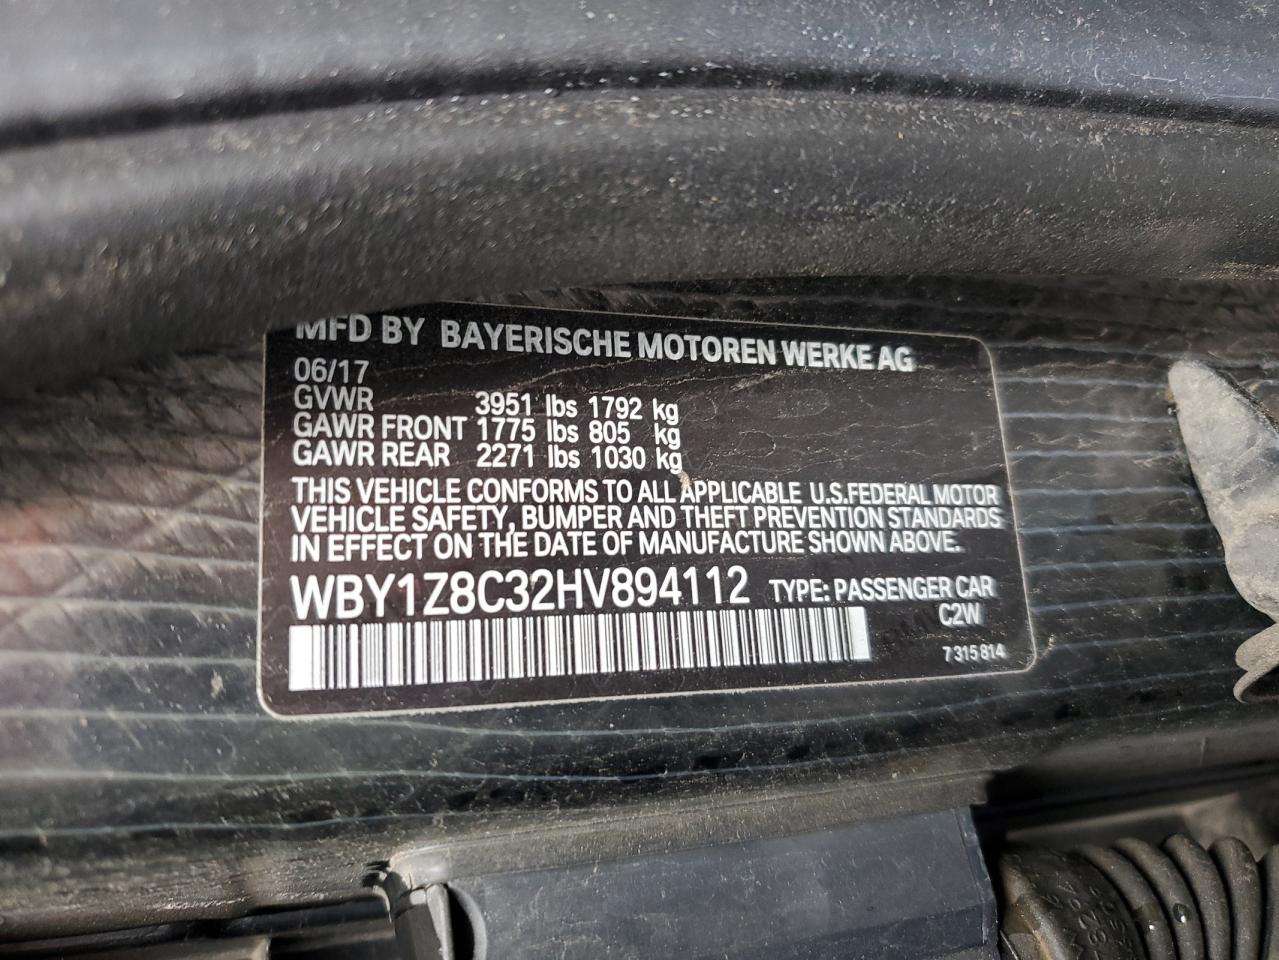 MFD BY BAYERISCHE MOTOREN WERKE AG
06/17
GVWR 3951 lbs 1792 kg
GAWR FRONT 1775 lbs 805 kg
GAWR REAR 2271 lbs 1030 kg
THIS VEHICLE CONFORMS TO ALL APPLICABLE U.S.FEDERAL MOTOR
VEHICLE SAFETY, BUMPER AND THEFT PREVENTION STANDARDS
IN EFFECT ON THE DATE OF MANUFACTURE SHOWN ABOVE.
WBY1Z8C32HV894112 TYPE: PASSENGER CAR
C2W
7 315 814